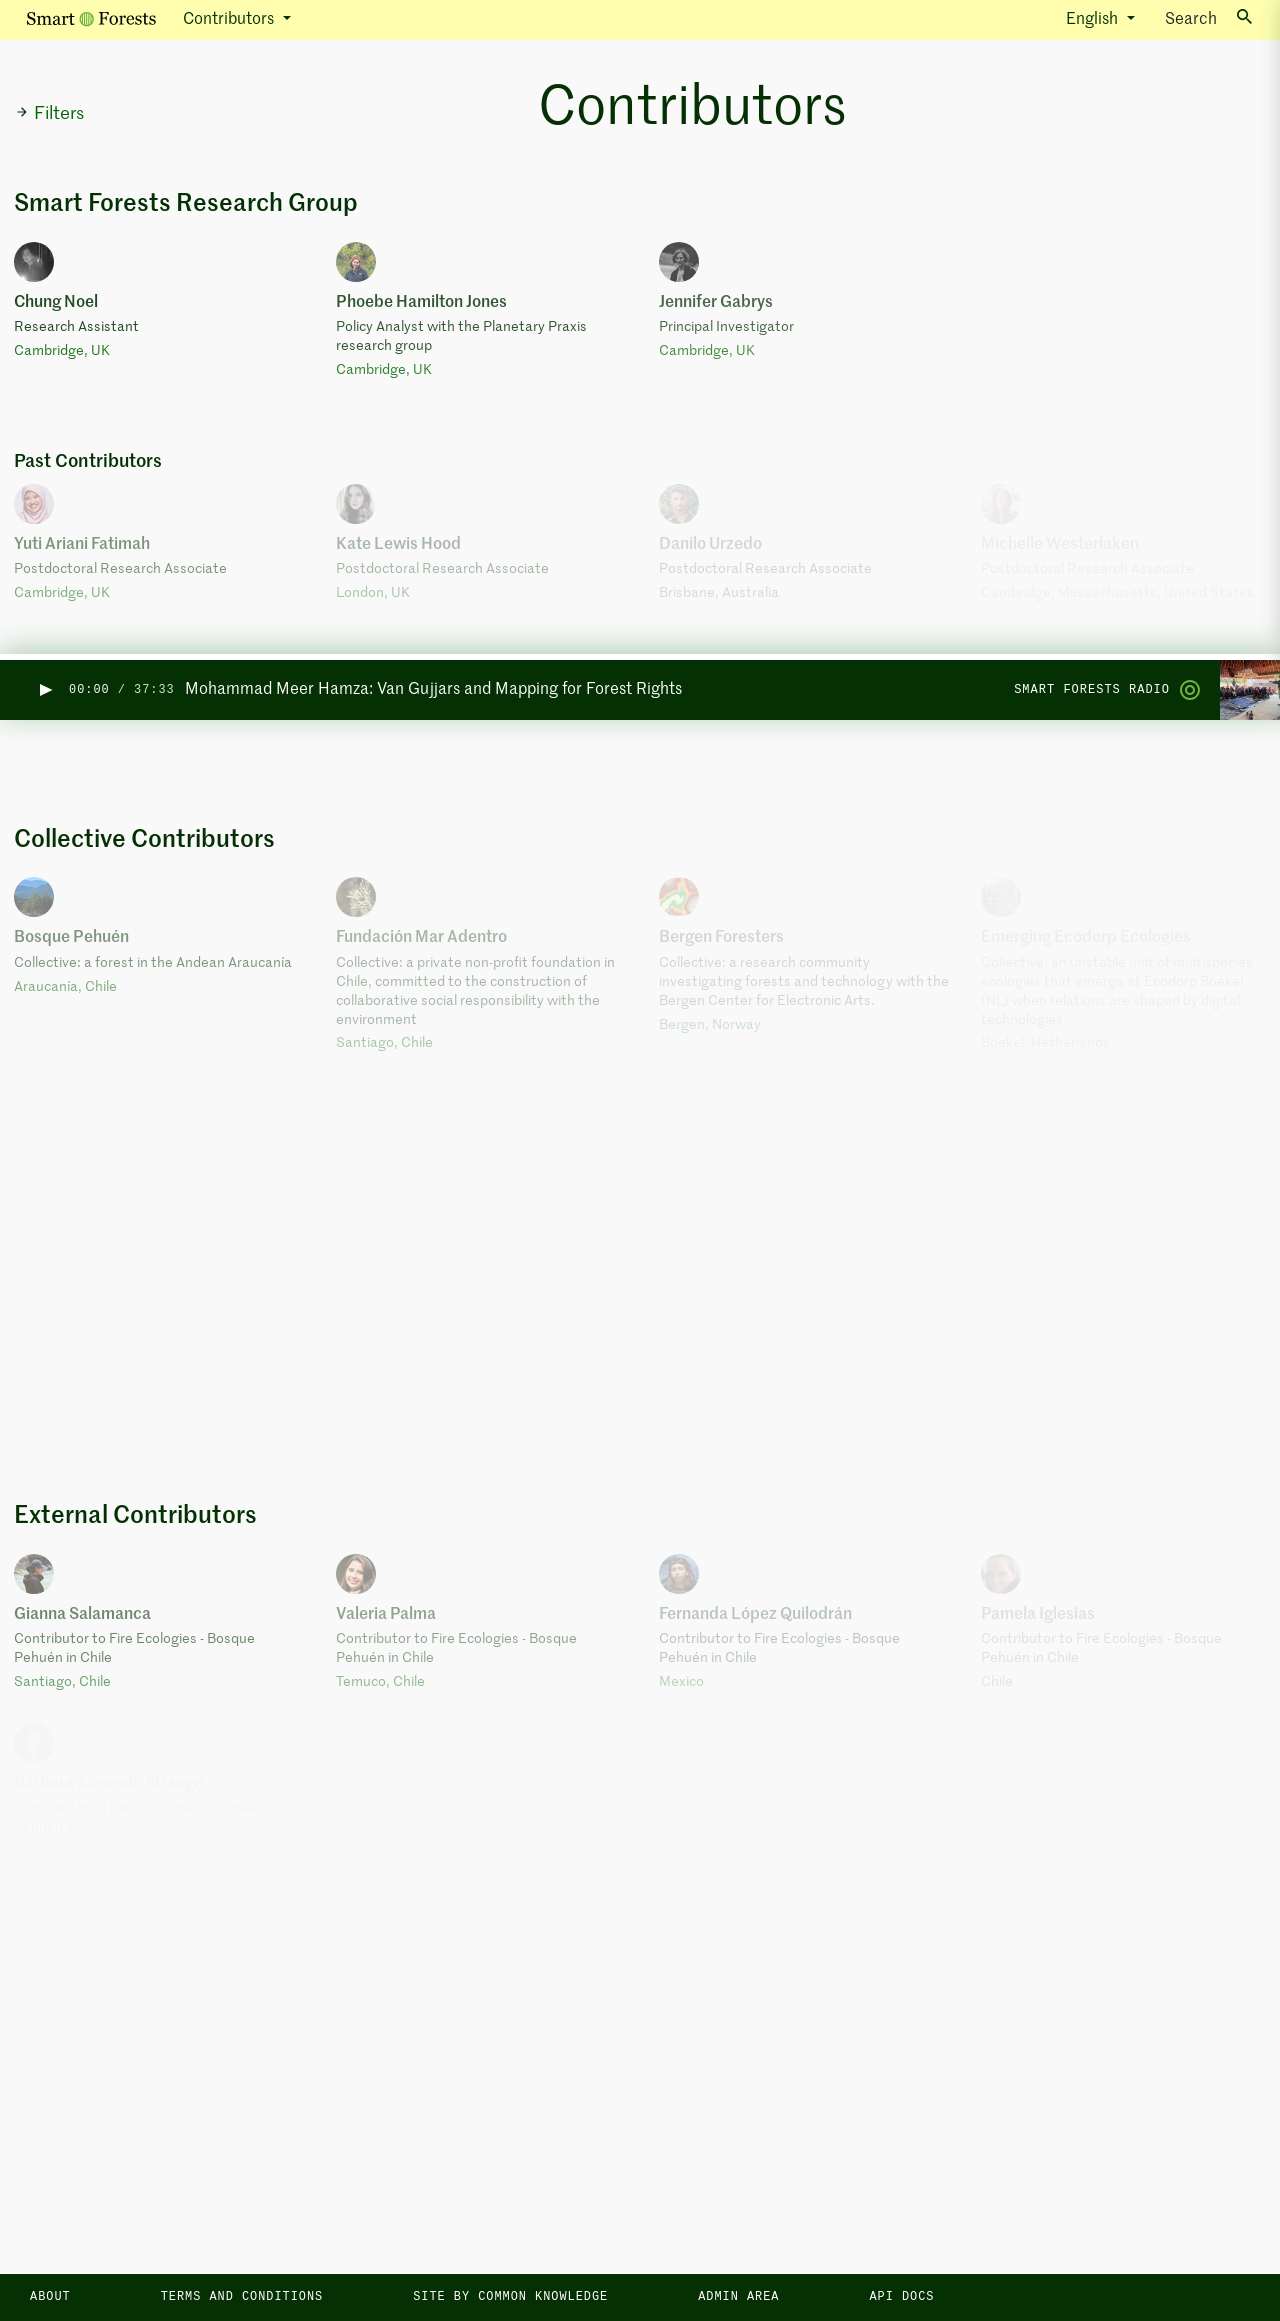 Smart Forests Contributors English Search
Filters
Contributors
Smart Forests Research Group
Chung Noel
Research Assistant
Cambridge, UK
Phoebe Hamilton Jones
Policy Analyst with the Planetary Praxis
research group
Cambridge, UK
Jennifer Gabrys
Principal Investigator
Cambridge, UK
Past Contributors
Yuti Ariani Fatimah
Postdoctoral Research Associate
Cambridge, UK
Kate Lewis Hood
Postdoctoral Research Associate
London, UK
Danilo Urzedo
Postdoctoral Research Associate
Brisbane, Australia
Michelle Westerlaken
Postdoctoral Research Associate
Cambridge, Massachusetts, United States
00:00 / 37:33 Mohammad Meer Hamza: Van Gujjars and Mapping for Forest Rights SMART FORESTS RADIO
Collective Contributors
Bosque Pehuén
Collective: a forest in the Andean Araucanía
Araucanía, Chile
Fundación Mar Adentro
Collective: a private non-profit foundation in
Chile, committed to the construction of
collaborative social responsibility with the
environment
Santiago, Chile
Bergen Foresters
Collective: a research community
investigating forests and technology with the
Bergen Center for Electronic Arts.
Bergen, Norway
Emerging Ecodorp Ecologies
Collective: an unstable unit of multispecies
ecologies that emerge at Ecodorp Boekel
(NL) when relations are shaped by digital
technologies
Boekel, Netherlands
External Contributors
Gianna Salamanca
Contributor to Fire Ecologies - Bosque
Pehuén in Chile
Santiago, Chile
Valeria Palma
Contributor to Fire Ecologies - Bosque
Pehuén in Chile
Temuco, Chile
Fernanda López Quilodrán
Contributor to Fire Ecologies - Bosque
Pehuén in Chile
Mexico
Pamela Iglesias
Contributor to Fire Ecologies - Bosque
Pehuén in Chile
Chile
Contributor to Fire Ecologies - Bosque
Pehuén in Chile
ABOUT TERMS AND CONDITIONS SITE BY COMMON KNOWLEDGE ADMIN AREA API DOCS